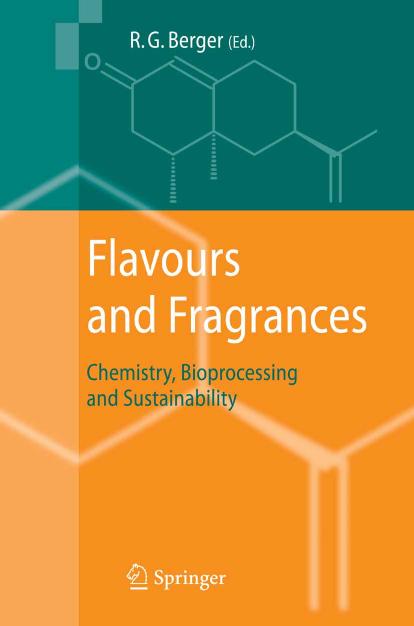 R. G. Berger (Ed.)
O
Flavours
and Fragrances
Chemistry, Bioprocessing
and Sustainability
Springer